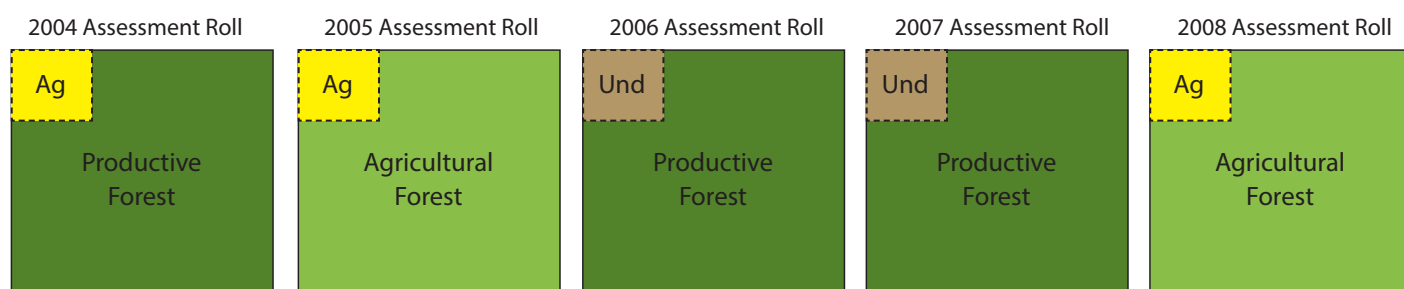 2004 Assessment Roll
Ag
Productive
Forest
2005 Assessment Roll
Ag
Agricultural
Forest
2006 Assessment Roll
Und
Productive
Forest
2007 Assessment Roll
Und
Productive
Forest
2008 Assessment Roll
Ag
Agricultural
Forest